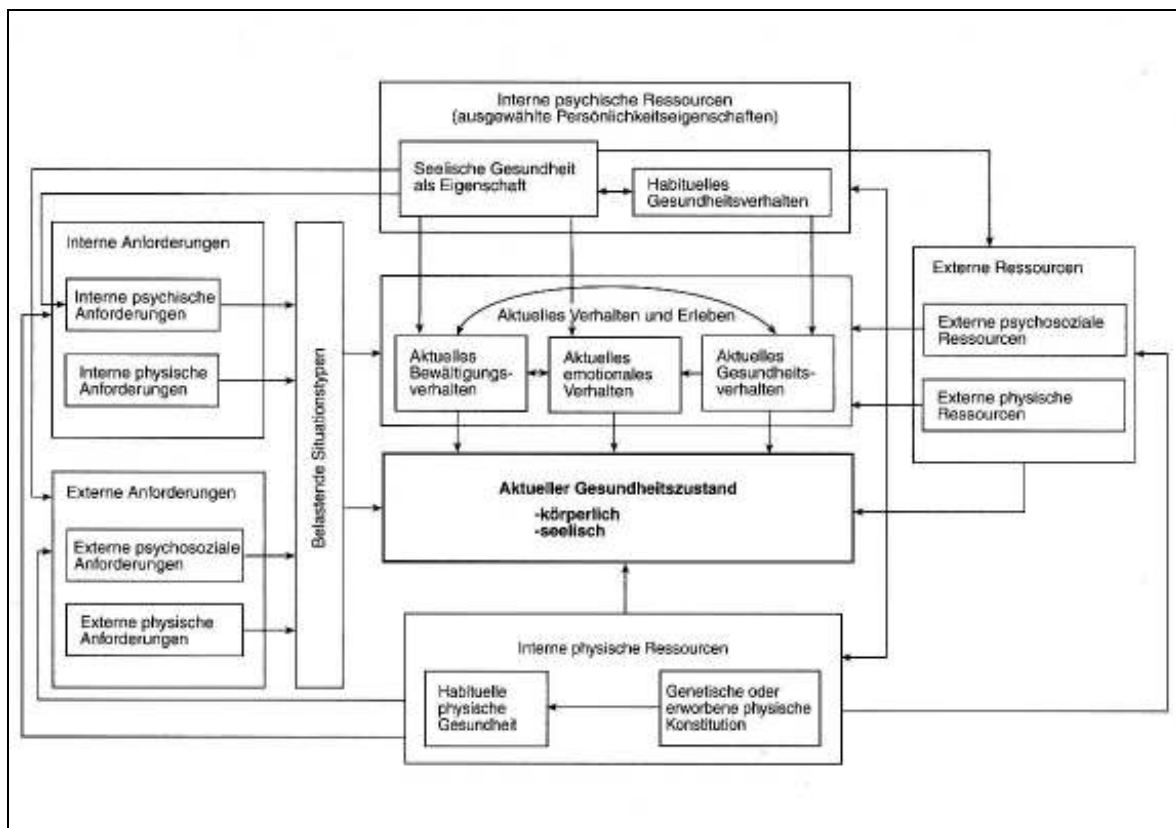 Interne psychische Ressourcen
(ausgewählte Persönlichkeitseigenschaften)
Seelische Gesundheit
als Eigenschaft
Habituelles
Gesundheitsverhalten
Interne Anforderungen
Interne psychische
Anforderungen
Interne physische
Anforderungen
Externe Anforderungen
Externe psychosoziale
Anforderungen
Externe physische
Anforderungen
Belastende Situationstypen
Aktuelles Verhalten und Erleben
Aktuelles
Bewältigungs-
verhalten
Aktuelles
emotionales
Verhalten
Aktuelles
Gesundheits-
verhalten
Aktueller Gesundheitszustand
-körperlich
-seelisch
Externe Ressourcen
Externe psychosoziale
Ressourcen
Externe physische
Ressourcen
Interne physische Ressourcen
Habituelle
physische
Gesundheit
Genetische oder
erworbene physische
Konstitution